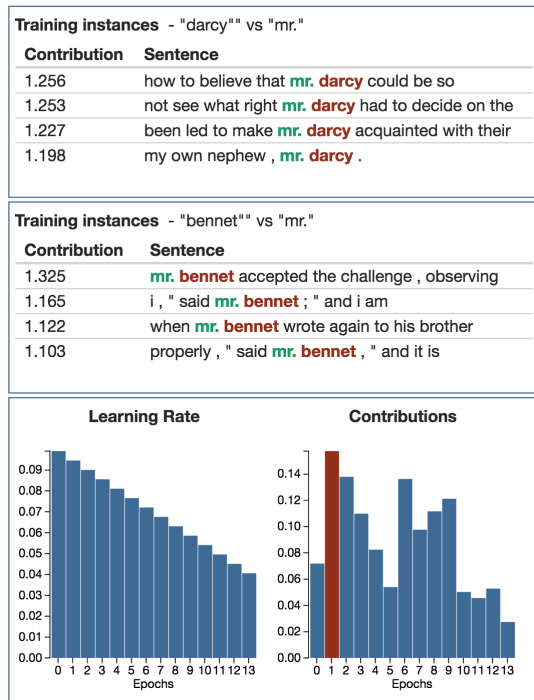 Training instances - "darcy"" vs "mr."
Contribution Sentence
1.256 how to believe that mr. darcy could be so
1.253 not see what right mr. darcy had to decide on the
1.227 been led to make mr. darcy acquainted with their
1.198 my own nephew , mr. darcy .
Training instances - "bennet"" vs "mr."
Contribution Sentence
1.325 mr. bennet accepted the challenge , observing
1.165 i , " said mr. bennet ; " and i am
1.122 when mr. bennet wrote again to his brother
1.103 properly , " said mr. bennet , " and it is
Learning Rate
0.09
0.08
0.07
0.06
0.05
0.04
0.03
0.02
0.01
0.00
0 1 2 3 4 5 6 7 8 9 10 11 12 13
Epochs
Contributions
0.14
0.12
0.10
0.08
0.06
0.04
0.02
0.00
0 1 2 3 4 5 6 7 8 9 10 11 12 13
Epochs